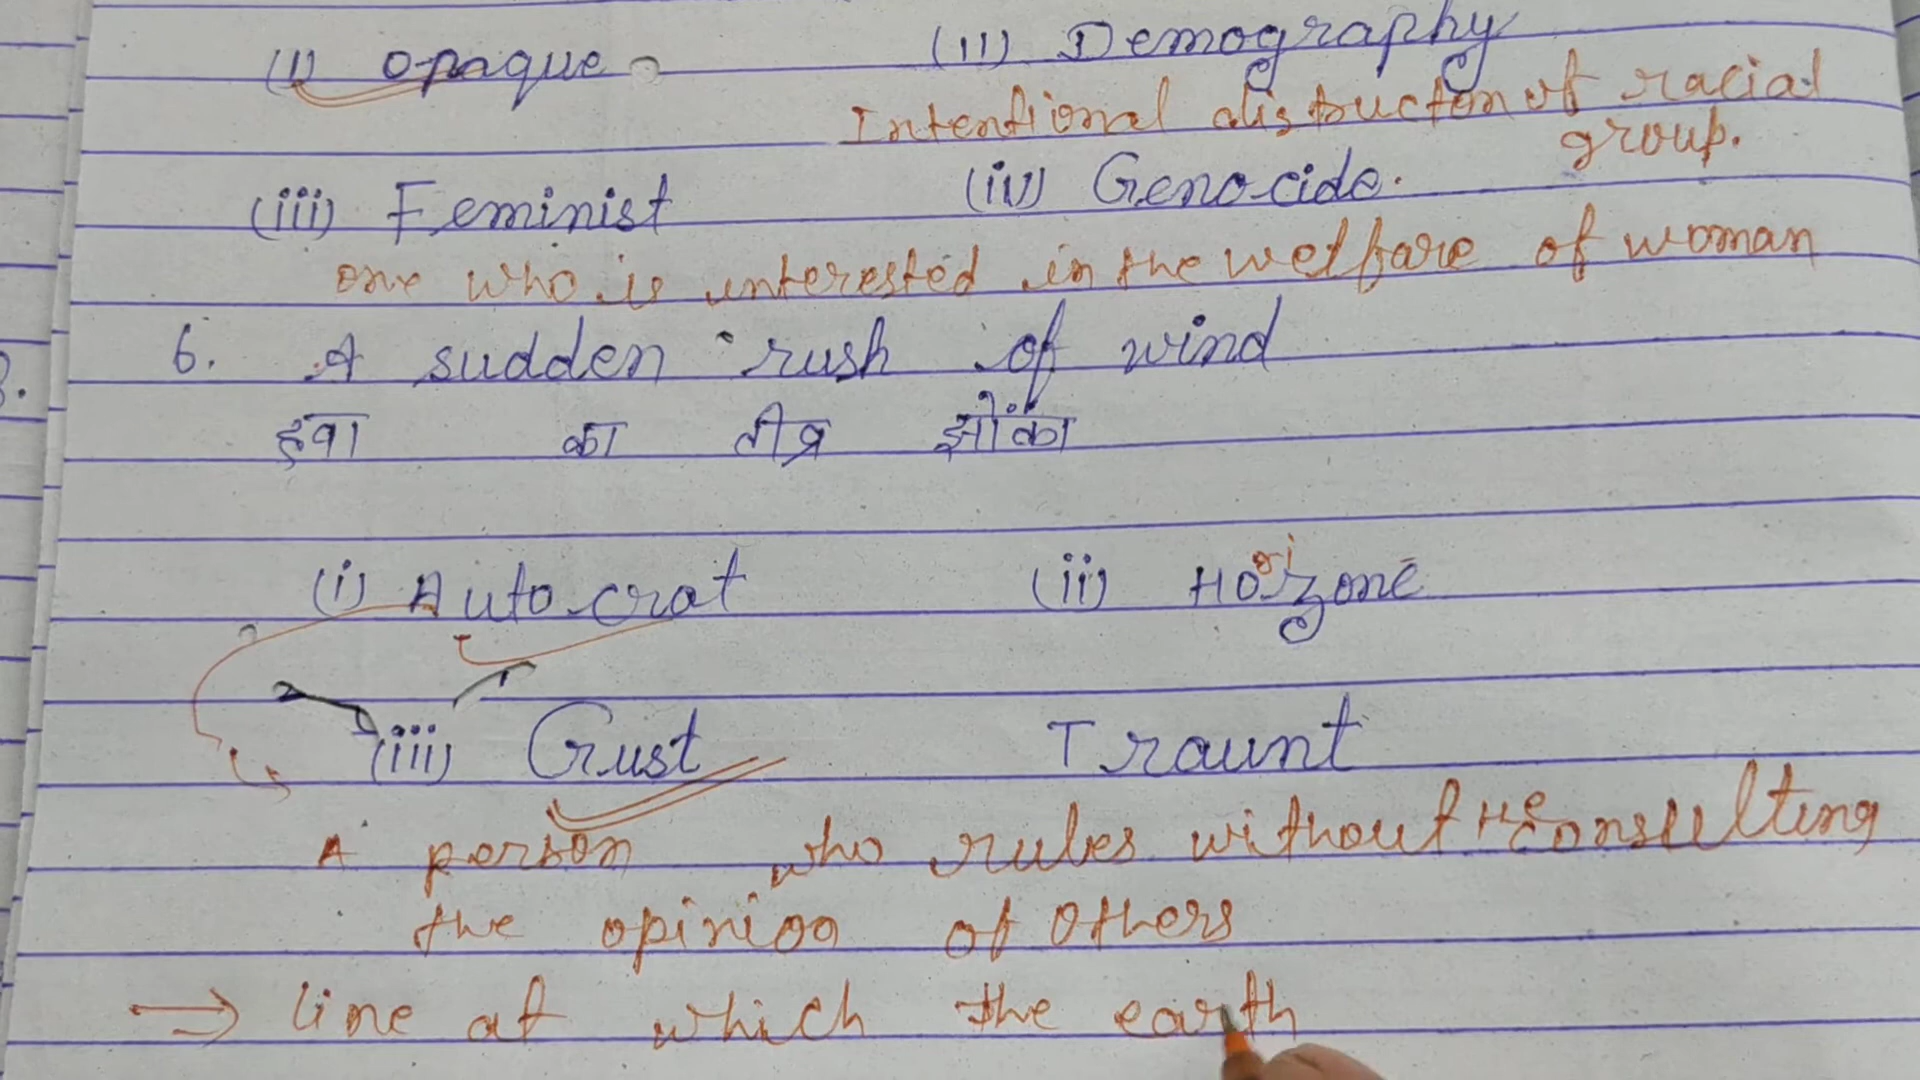 (i) opaque (ii) Demography
Intentional distructon of racial
group.
(iii) Feminist (iv) Genocide.
one who is interested in the welfare of woman
6. A sudden rush of wind
हवा का तीव्र झोंका
(i) Autocrat (ii) Horizone
(iii) Gust Traunt
A person who rules without the consulting
the opinion of others
→ line at which the earth